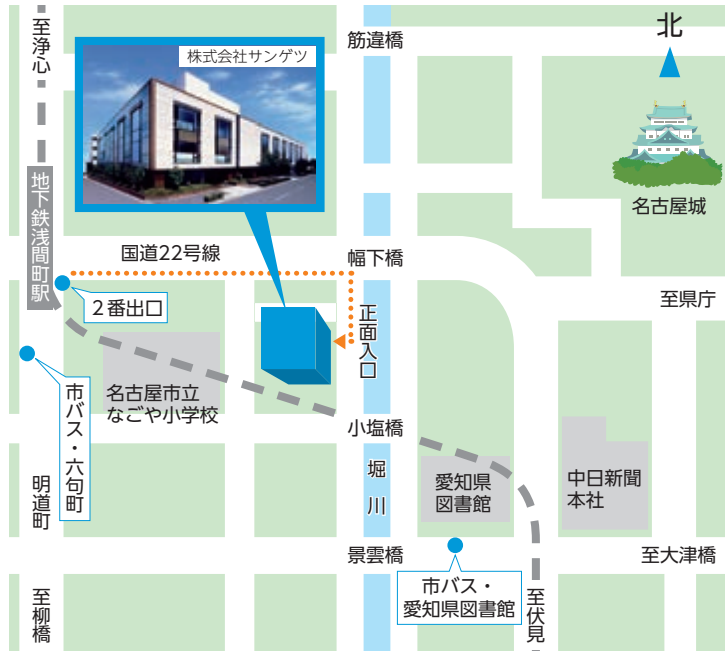 至浄心
筋違橋
北
株式会社サンゲツ
名古屋城
地下鉄浅間町駅
国道22号線
幅下橋
至県庁
2番出口
正面入口
名古屋市立
なごや小学校
市バス・六句町
小塩橋
堀川
愛知県
図書館
中日新聞
本社
明道町
景雲橋
至大津橋
市バス・
愛知県図書館
至柳橋
至伏見